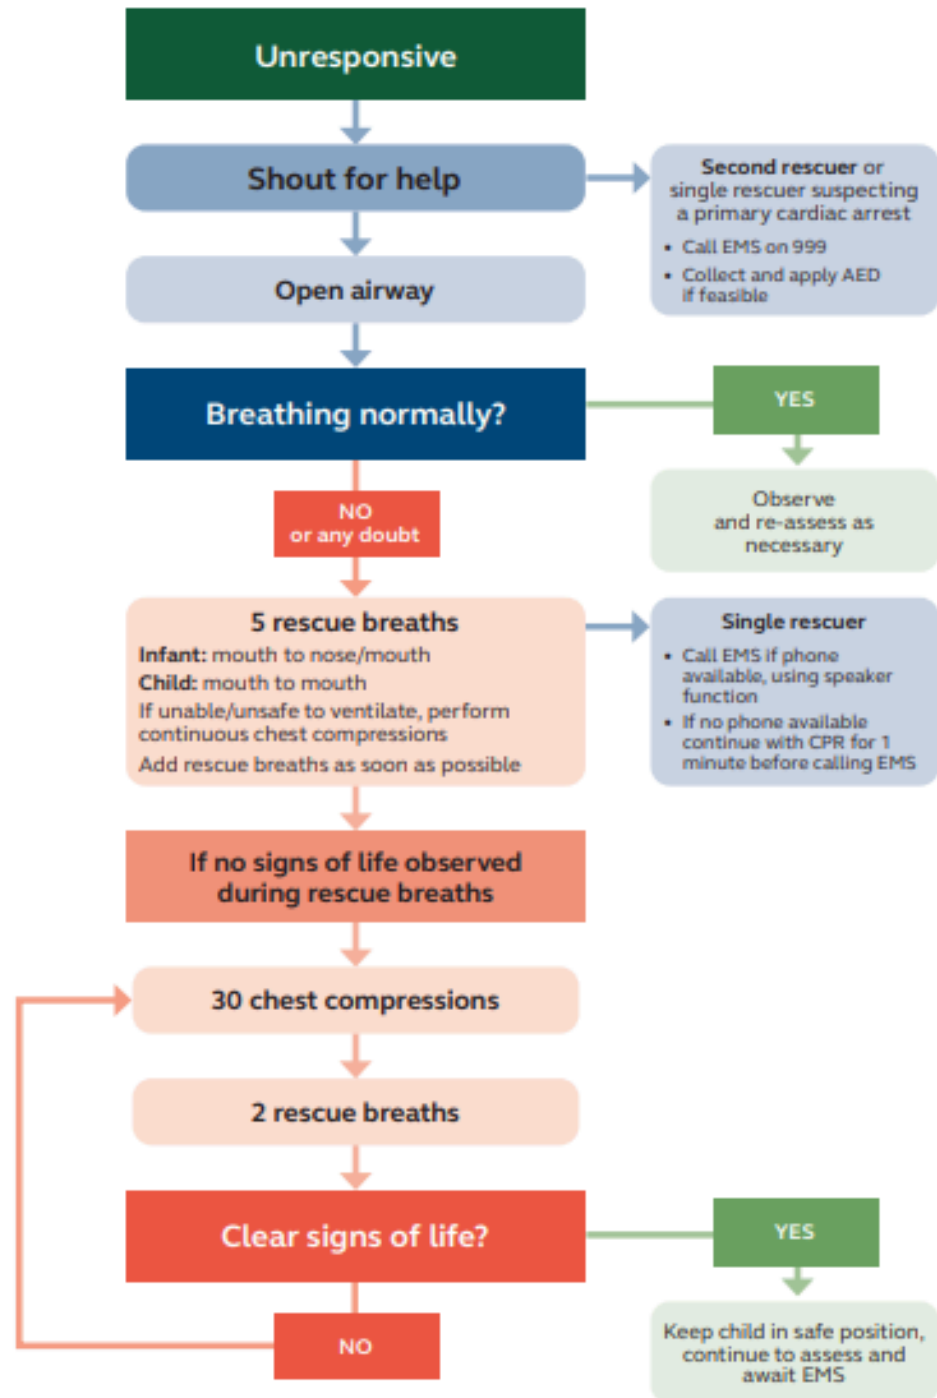 Unresponsive
Shout for help
Second rescuer or
single rescuer suspecting
a primary cardiac arrest
• Call EMS on 999
• Collect and apply AED
if feasible
Open airway
Breathing normally?
YES
Observe
and re-assess as
necessary
NO
or any doubt
5 rescue breaths
Infant: mouth to nose/mouth
Child: mouth to mouth
If unable/unsafe to ventilate, perform
continuous chest compressions
Add rescue breaths as soon as possible
Single rescuer
• Call EMS if phone
available, using speaker
function
• If no phone available
continue with CPR for 1
minute before calling EMS
If no signs of life observed
during rescue breaths
30 chest compressions
2 rescue breaths
Clear signs of life?
YES
Keep child in safe position,
continue to assess and
await EMS
NO